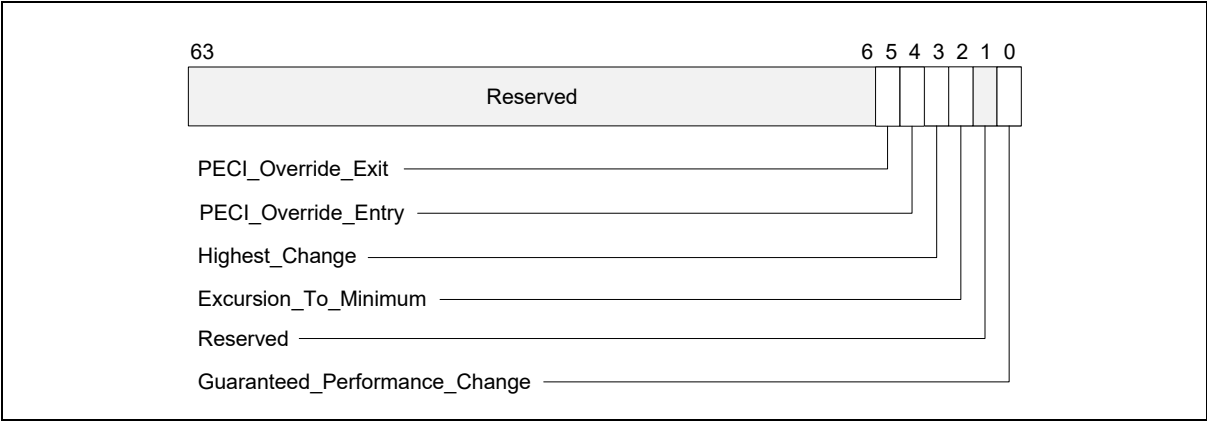 63 6 5 4 3 2 1 0
Reserved
PECI_Override_Exit
PECI_Override_Entry
Highest_Change
Excursion_To_Minimum
Reserved
Guaranteed_Performance_Change